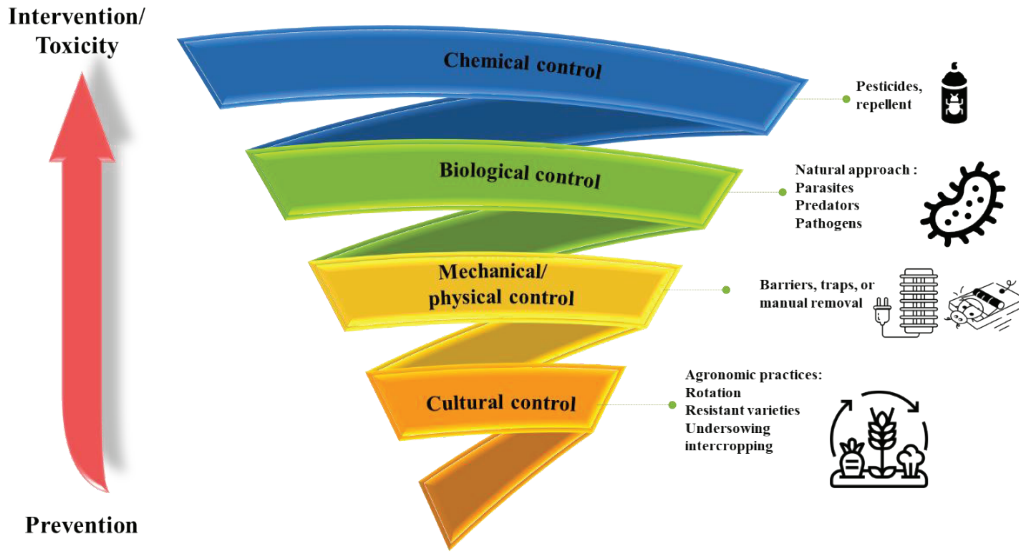 Intervention/
Toxicity
Chemical control
Pesticides,
repellent
Biological control
Natural approach :
Parasites
Predators
Pathogens
Mechanical/
physical control
Barriers, traps, or
manual removal
Cultural control
Agronomic practices:
Rotation
Resistant varieties
Undersowing
intercropping
Prevention